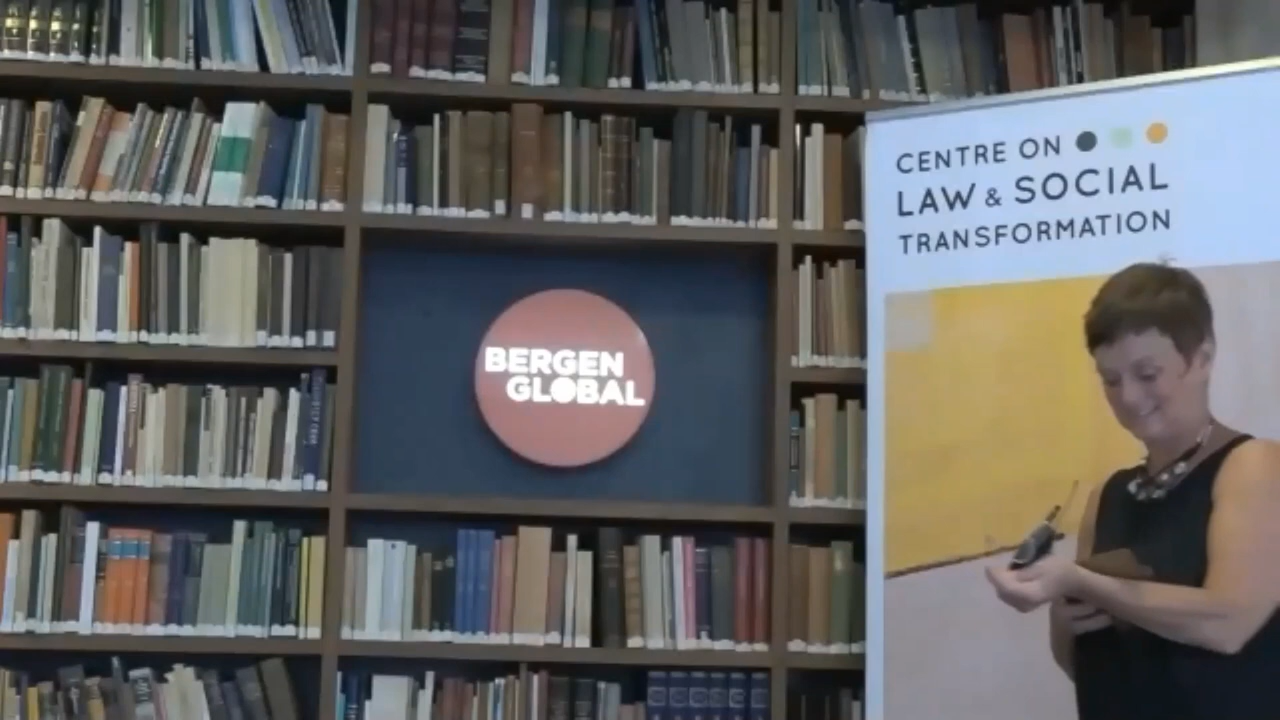 BERGEN
GLOBAL
CENTRE ON
LAW & SOCIAL
TRANSFORMATION